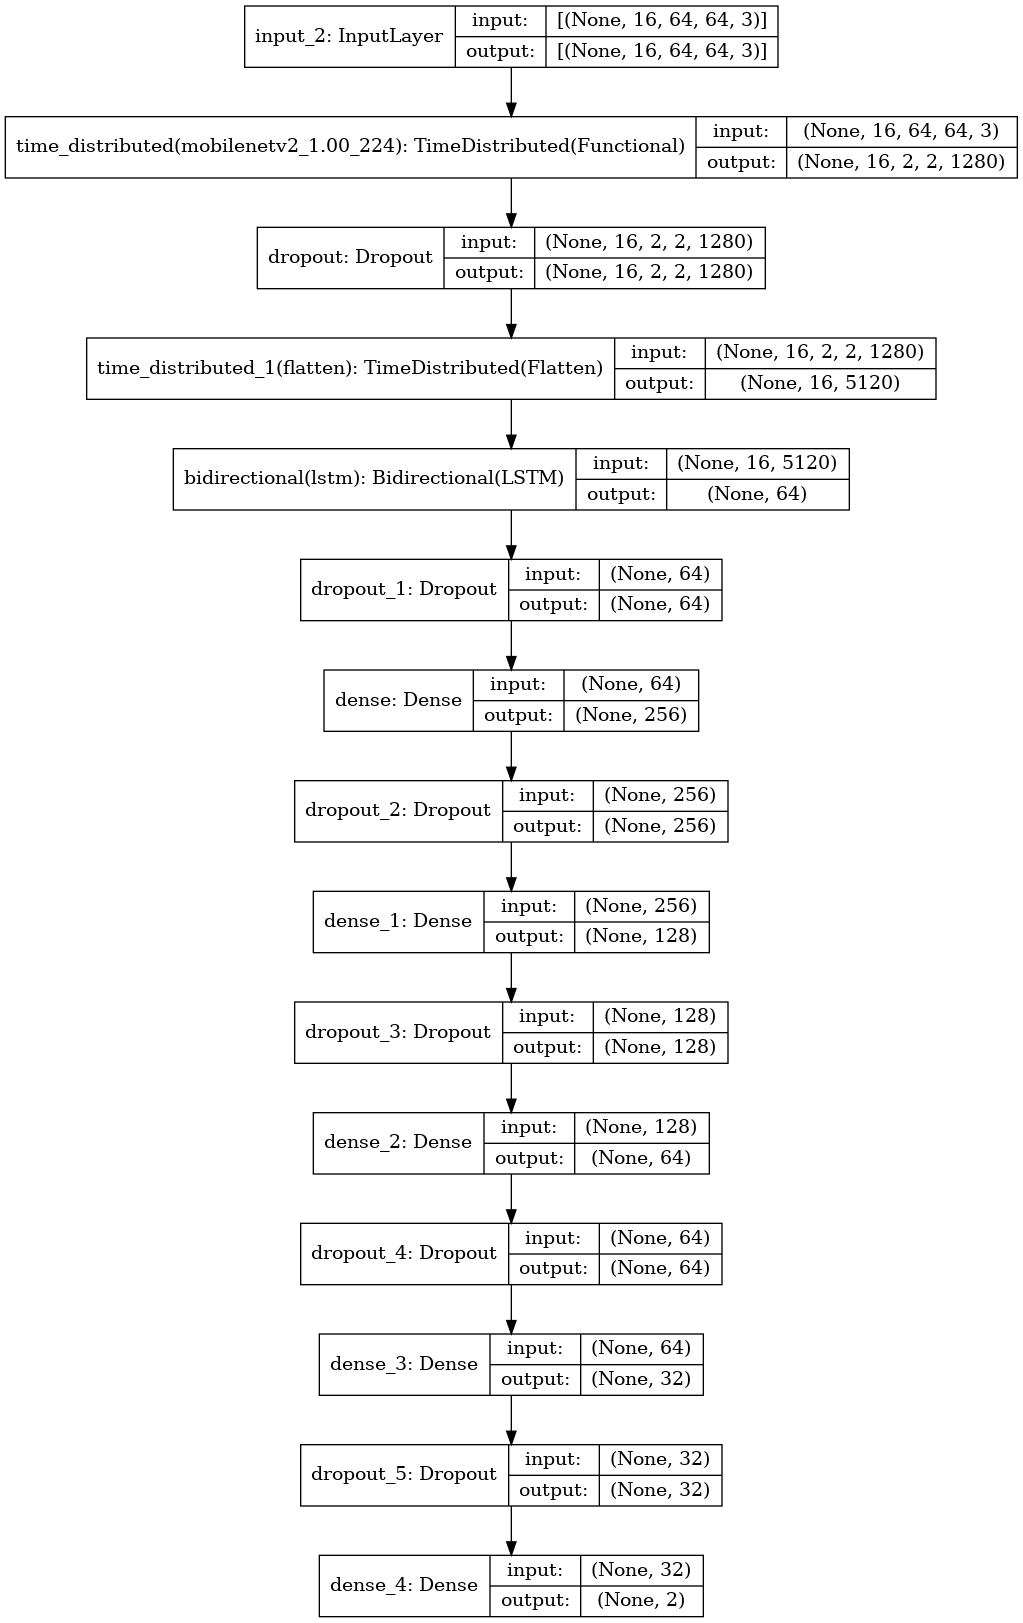 input_2: InputLayer
input: [(None, 16, 64, 64, 3)]
output: [(None, 16, 64, 64, 3)]
time_distributed(mobilenetv2_1.00_224): TimeDistributed(Functional)
input: (None, 16, 64, 64, 3)
output: (None, 16, 2, 2, 1280)
dropout: Dropout
input: (None, 16, 2, 2, 1280)
output: (None, 16, 2, 2, 1280)
time_distributed_1(flatten): TimeDistributed(Flatten)
input: (None, 16, 2, 2, 1280)
output: (None, 16, 5120)
bidirectional(lstm): Bidirectional(LSTM)
input: (None, 16, 5120)
output: (None, 64)
dropout_1: Dropout
input: (None, 64)
output: (None, 64)
dense: Dense
input: (None, 64)
output: (None, 256)
dropout_2: Dropout
input: (None, 256)
output: (None, 256)
dense_1: Dense
input: (None, 256)
output: (None, 128)
dropout_3: Dropout
input: (None, 128)
output: (None, 128)
dense_2: Dense
input: (None, 128)
output: (None, 64)
dropout_4: Dropout
input: (None, 64)
output: (None, 64)
dense_3: Dense
input: (None, 64)
output: (None, 32)
dropout_5: Dropout
input: (None, 32)
output: (None, 32)
dense_4: Dense
input: (None, 32)
output: (None, 2)